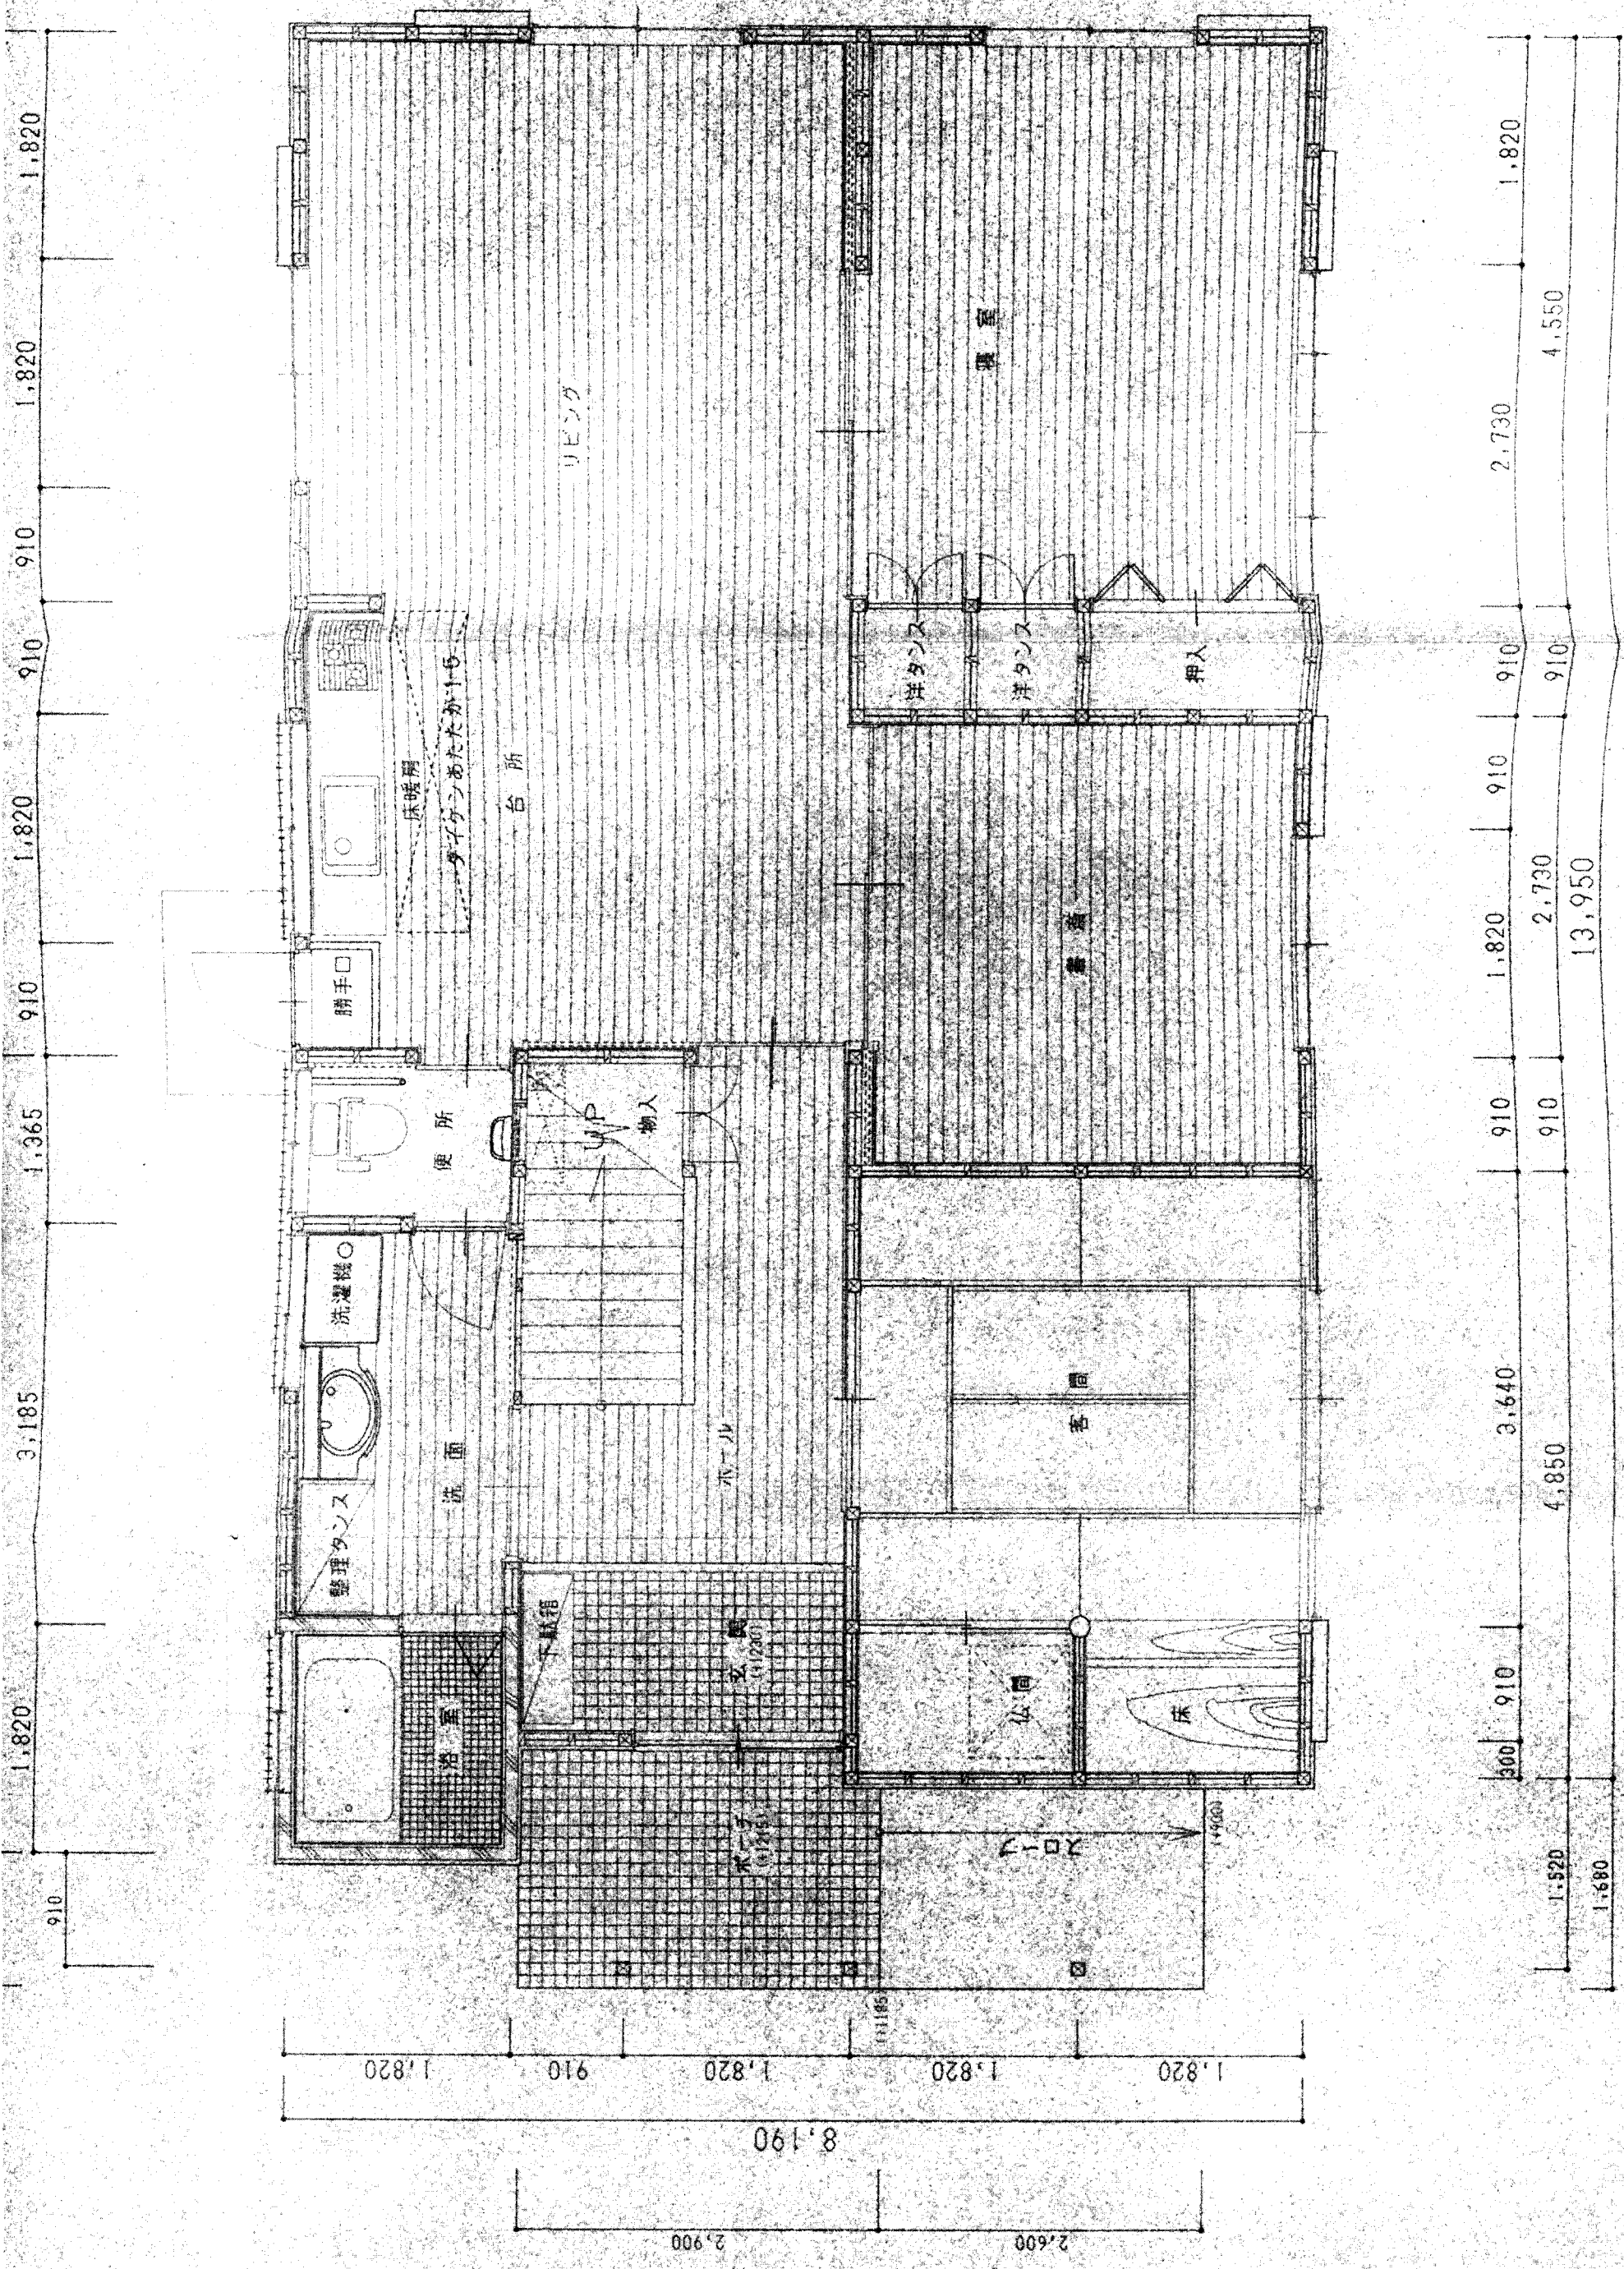 1,820
1,820
910
910
1,820
910
1,365
3,185
1,820
910
リビング
寝室
洋タンス
洋タンス
押入
床暖房
ダイケンあたたか1-5
台所
勝手口
便所
UP
物入
洗濯機
洗面
整理タンス
ホール
客間
下駄箱
玄関
浴室
仏間
床
ポーチ
スロープ
1,820
2,730
910
910
1,820
910
3,640
910
300
4,550
910
2,730
910
4,850
1,520
13,950
1,680
1,820
910
1,820
1,820
1,820
8,190
2,900
2,600